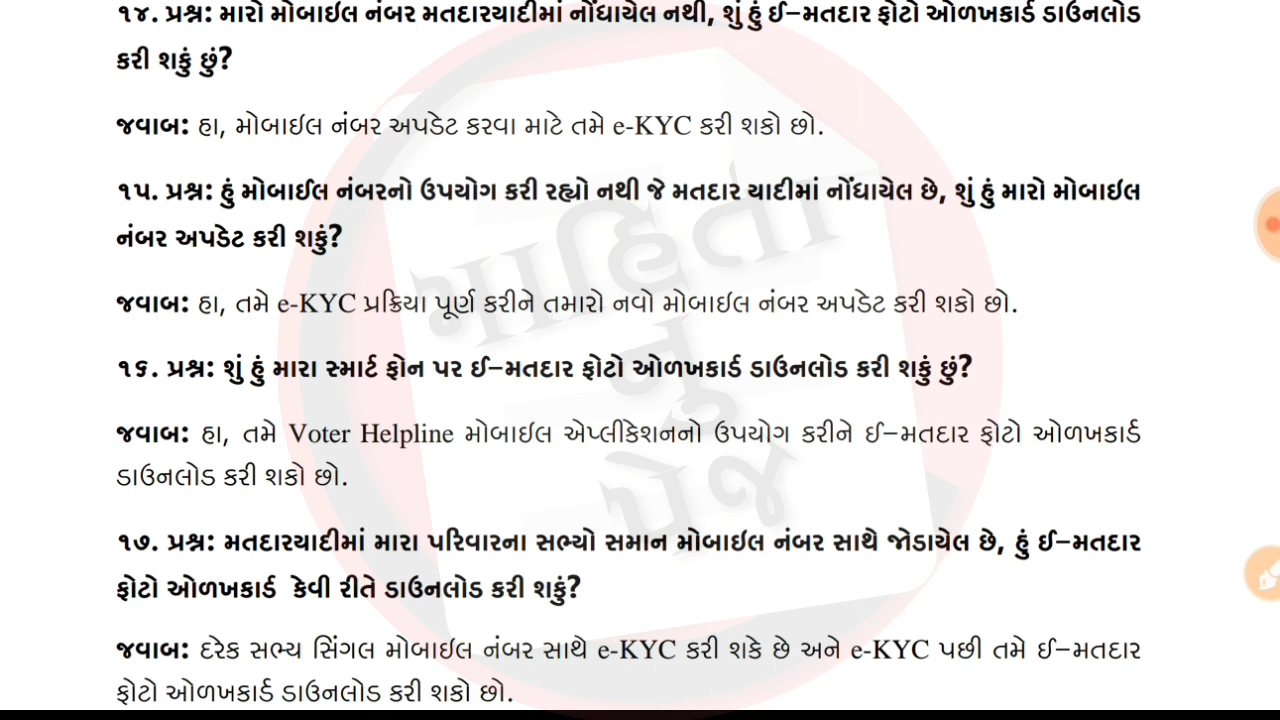 ૧૪. પ્રશ્ન: મારો મોબાઈલ નંબર મતદારયાદીમાં નોંધાયેલ નથી, શું હું ઈ–મતદાર ફોટો ઓળખકાર્ડ ડાઉનલોડ
કરી શકું છું?
જવાબ: હા, મોબાઈલ નંબર અપડેટ કરવા માટે તમે e-KYC કરી શકો છો.
૧૫. પ્રશ્ન: હું મોબાઈલ નંબરનો ઉપયોગ કરી રહ્યો નથી જે મતદાર યાદીમાં નોંધાયેલ છે, શું હું મારો મોબાઈલ
નંબર અપડેટ કરી શકું?
જવાબ: હા, તમે e-KYC પ્રક્રિયા પૂર્ણ કરીને તમારો નવો મોબાઈલ નંબર અપડેટ કરી શકો છો.
૧૬. પ્રશ્ન: શું હું મારા સ્માર્ટ ફોન પર ઈ–મતદાર ફોટો ઓળખકાર્ડ ડાઉનલોડ કરી શકું છું?
જવાબ: હા, તમે Voter Helpline મોબાઈલ એપ્લીકેશનનો ઉપયોગ કરીને ઈ–મતદાર ફોટો ઓળખકાર્ડ
ડાઉનલોડ કરી શકો છો.
૧૭. પ્રશ્ન: મતદારયાદીમાં મારા પરિવારના સભ્યો સમાન મોબાઈલ નંબર સાથે જોડાયેલ છે, હું ઈ–મતદાર
ફોટો ઓળખકાર્ડ કેવી રીતે ડાઉનલોડ કરી શકું?
જવાબ: દરેક સભ્ય સિંગલ મોબાઈલ નંબર સાથે e-KYC કરી શકે છે અને e-KYC પછી તમે ઈ–મતદાર
ફોટો ઓળખકાર્ડ ડાઉનલોડ કરી શકો છો.
માહિતી
નું
પેજ